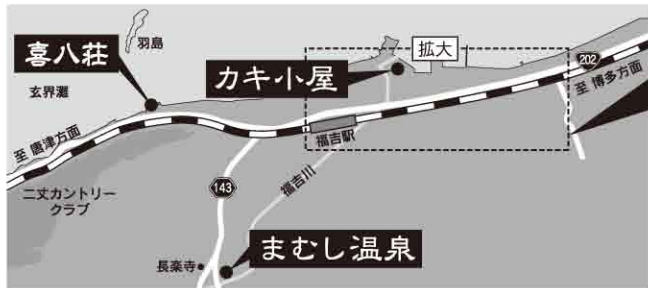 羽島
喜八荘
玄界灘
カキ小屋
拡大
202
至 博多方面
至 唐津方面
福吉駅
二丈カントリー
クラブ
143
福吉川
まむし温泉
長楽寺